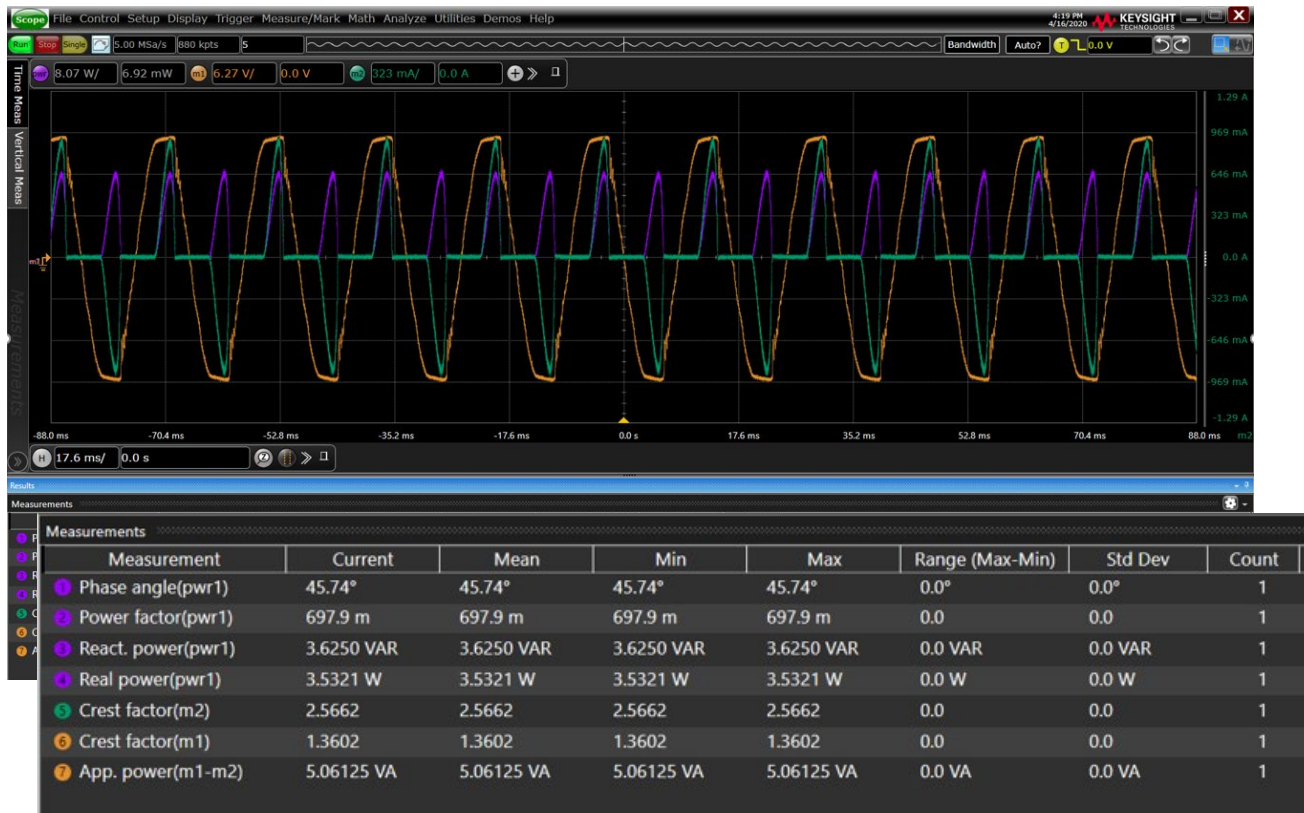 Scope File Control Setup Display Trigger Measure/Mark Math Analyze Utilities Demos Help
4:19 PM
4/16/2020
KEYSIGHT
TECHNOLOGIES
Run Stop Single 5.00 MSa/s 880 kpts 5 Bandwidth Auto? T 0.0 V
8.07 W/ 6.92 mW m1 6.27 V/ 0.0 V m2 323 mA/ 0.0 A
Time Meas
Vertical Meas
Measurements
1.29 A
969 mA
646 mA
323 mA
0.0 A
-323 mA
-646 mA
-969 mA
-1.29 A
-88.0 ms -70.4 ms -52.8 ms -35.2 ms -17.6 ms 0.0 s 17.6 ms 35.2 ms 52.8 ms 70.4 ms 88.0 ms m2
H 17.6 ms/ 0.0 s
Results
Measurements
Measurements
Measurement Current Mean Min Max Range (Max-Min) Std Dev Count
1 Phase angle(pwr1) 45.74° 45.74° 45.74° 45.74° 0.0° 0.0° 1
2 Power factor(pwr1) 697.9 m 697.9 m 697.9 m 697.9 m 0.0 0.0 1
3 React. power(pwr1) 3.6250 VAR 3.6250 VAR 3.6250 VAR 3.6250 VAR 0.0 VAR 0.0 VAR 1
4 Real power(pwr1) 3.5321 W 3.5321 W 3.5321 W 3.5321 W 0.0 W 0.0 W 1
5 Crest factor(m2) 2.5662 2.5662 2.5662 2.5662 0.0 0.0 1
6 Crest factor(m1) 1.3602 1.3602 1.3602 1.3602 0.0 0.0 1
7 App. power(m1-m2) 5.06125 VA 5.06125 VA 5.06125 VA 5.06125 VA 0.0 VA 0.0 VA 1